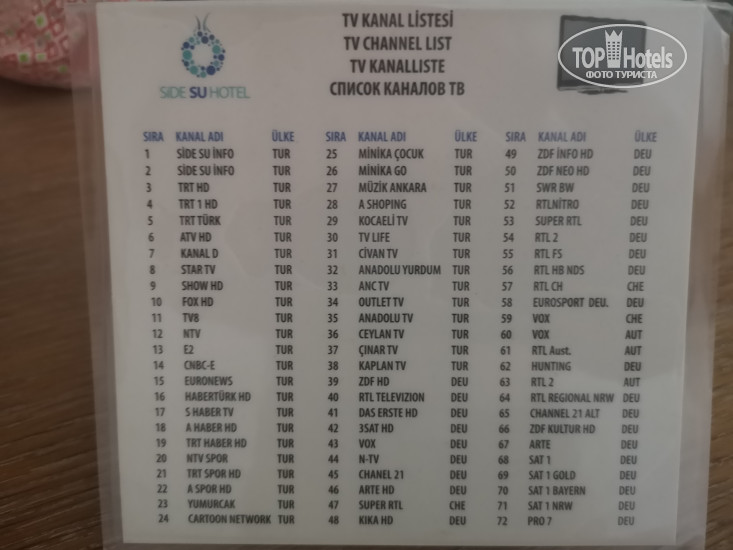 SIDE SU HOTEL
TV KANAL LİSTESİ
TV CHANNEL LIST
TV KANALLISTE
СПИСОК КАНАЛОВ ТВ
TOP Hotels
ФОТО ТУРИСТА
SIRA KANAL ADI ÜLKE
1 SİDE SU İNFO TUR
2 SİDE SU İNFO TUR
3 TRT HD TUR
4 TRT 1 HD TUR
5 TRT TÜRK TUR
6 ATV HD TUR
7 KANAL D TUR
8 STAR TV TUR
9 SHOW HD TUR
10 FOX HD TUR
11 TV8 TUR
12 NTV TUR
13 E2 TUR
14 CNBC-E TUR
15 EURONEWS TUR
16 HABERTÜRK HD TUR
17 S HABER TV TUR
18 A HABER HD TUR
19 TRT HABER HD TUR
20 NTV SPOR TUR
21 TRT SPOR HD TUR
22 A SPOR HD TUR
23 YUMURCAK TUR
24 CARTOON NETWORK TUR
SIRA KANAL ADI ÜLKE
25 MİNİKA ÇOCUK TUR
26 MİNİKA GO TUR
27 MÜZİK ANKARA TUR
28 A SHOPING TUR
29 KOCAELİ TV TUR
30 TV LIFE TUR
31 CİVAN TV TUR
32 ANADOLU YURDUM TUR
33 ANC TV TUR
34 OUTLET TV TUR
35 ANADOLU TV TUR
36 CEYLAN TV TUR
37 ÇINAR TV TUR
38 KAPLAN TV TUR
39 ZDF HD DEU
40 RTL TELEVIZION DEU
41 DAS ERSTE HD DEU
42 3SAT HD DEU
43 VOX DEU
44 N-TV DEU
45 CHANEL 21 DEU
46 ARTE HD DEU
47 SUPER RTL CHE
48 KIKA HD DEU
SIRA KANAL ADI ÜLKE
49 ZDF İNFO HD DEU
50 ZDF NEO HD DEU
51 SWR BW DEU
52 RTLNİTRO DEU
53 SUPER RTL DEU
54 RTL 2 DEU
55 RTL FS DEU
56 RTL HB NDS DEU
57 RTL CH CHE
58 EUROSPORT DEU. DEU
59 VOX CHE
60 VOX AUT
61 RTL Aust. AUT
62 HUNTING DEU
63 RTL 2 AUT
64 RTL REGIONAL NRW DEU
65 CHANNEL 21 ALT DEU
66 ZDF KULTUR HD DEU
67 ARTE DEU
68 SAT 1 DEU
69 SAT 1 GOLD DEU
70 SAT 1 BAYERN DEU
71 SAT 1 NRW DEU
72 PRO 7 DEU